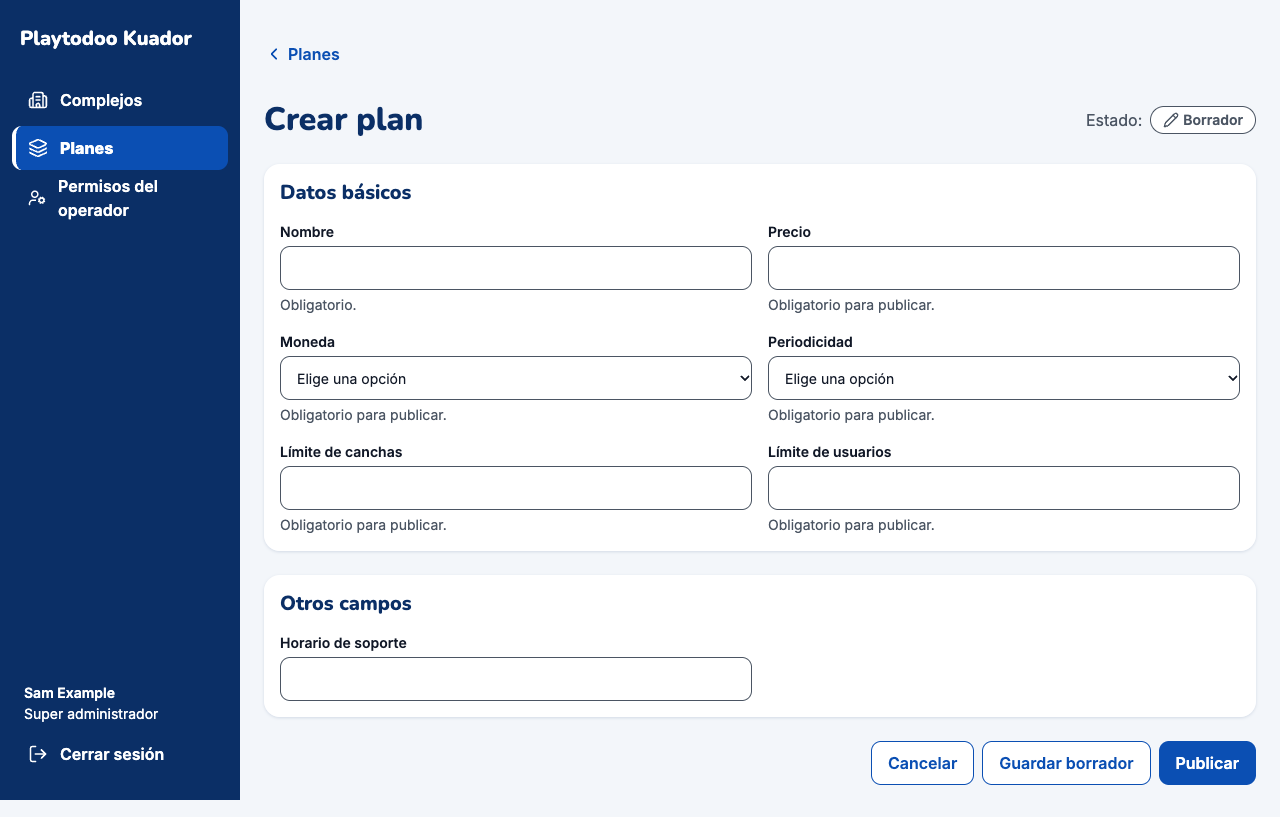 Playtodoo Kuador
Complejos
Planes
Permisos del
operador
Sam Example
Super administrador
Cerrar sesión
Planes
Crear plan
Estado: Borrador
Datos básicos
Nombre
Obligatorio.
Precio
Obligatorio para publicar.
Moneda
Elige una opción
Obligatorio para publicar.
Periodicidad
Elige una opción
Obligatorio para publicar.
Límite de canchas
Obligatorio para publicar.
Límite de usuarios
Obligatorio para publicar.
Otros campos
Horario de soporte
Cancelar
Guardar borrador
Publicar